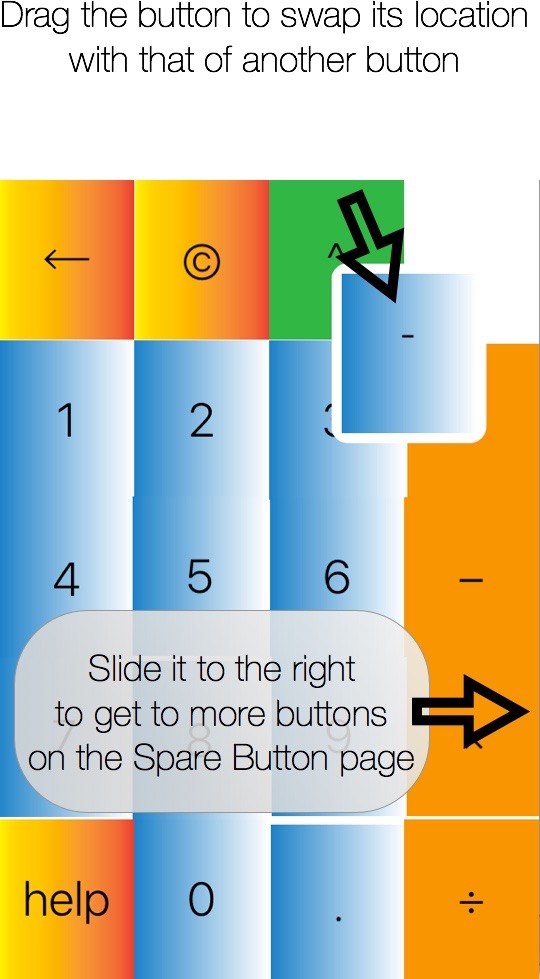 Drag the button to swap its location
with that of another button
← © ^
-
1 2 3
4 5 6 −
Slide it to the right
to get to more buttons
7 8 9
on the Spare Button page
help 0 . ÷